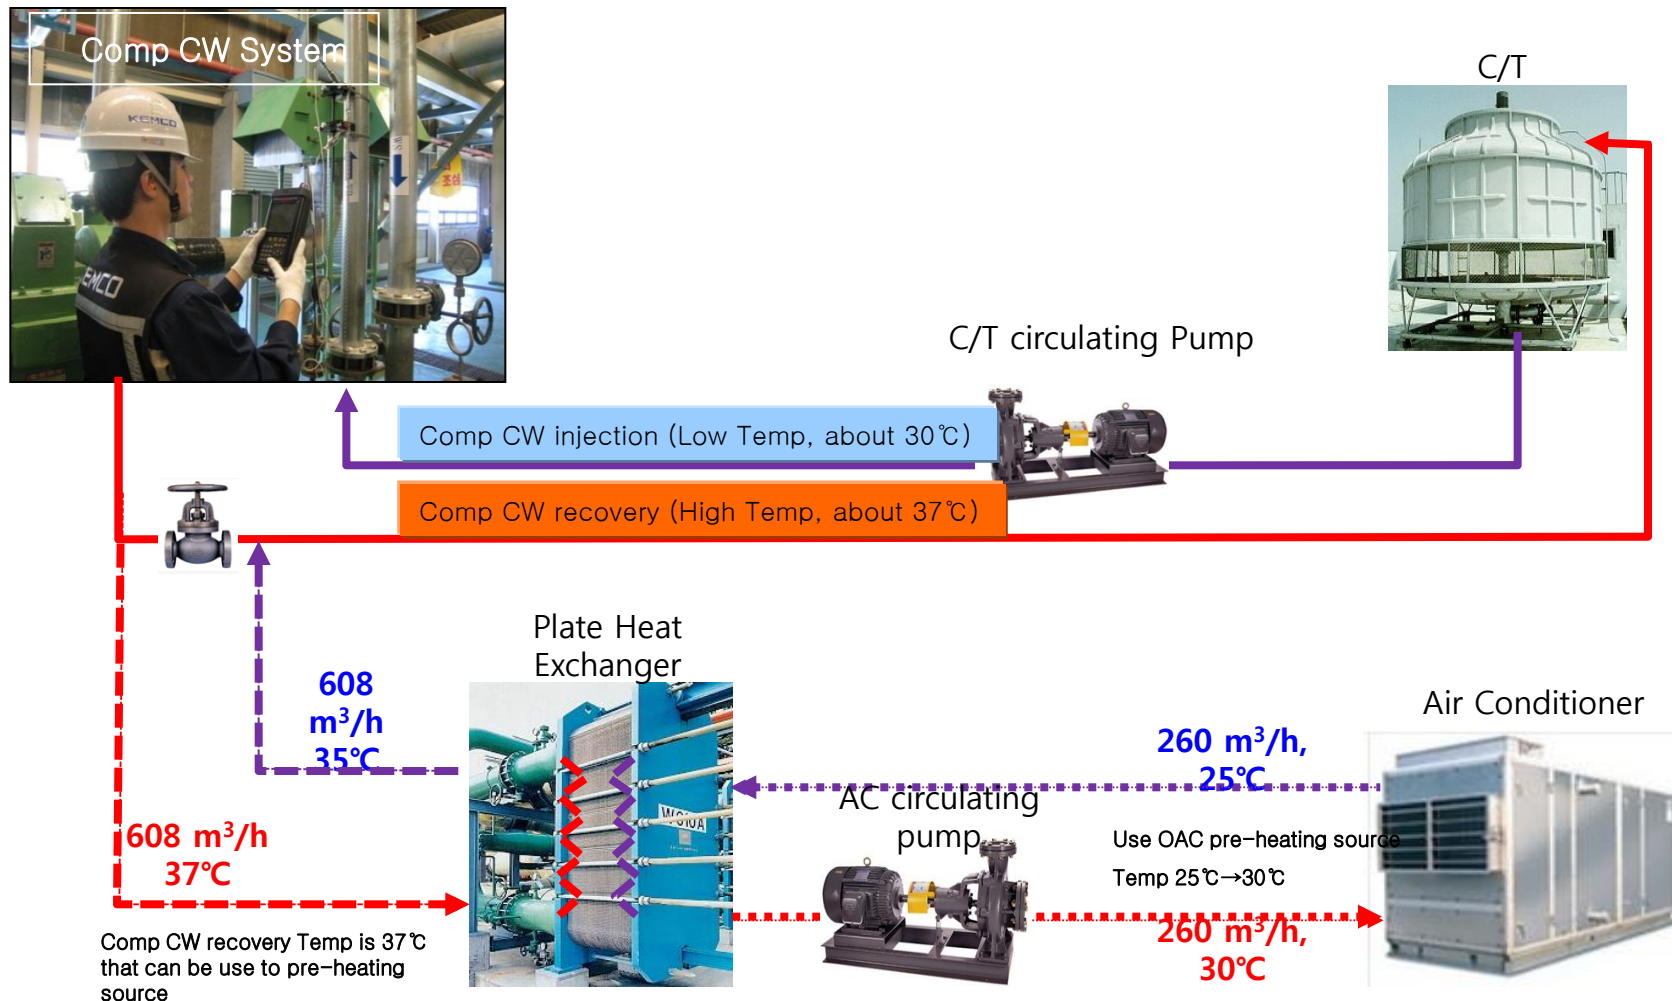 Comp CW System
KEMCO
KEMCO
조심
C/T
C/T circulating Pump
Comp CW injection (Low Temp, about 30℃)
Comp CW recovery (High Temp, about 37℃)
Plate Heat
Exchanger
608
m³/h
35℃
608 m³/h
37℃
Comp CW recovery Temp is 37℃
that can be use to pre-heating
source
AC circulating
pump
Air Conditioner
260 m³/h,
25℃
Use OAC pre-heating source
Temp 25℃→30℃
260 m³/h,
30℃